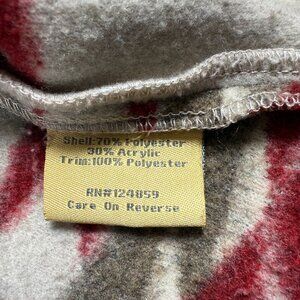 Shell:70% Polyester
30% Acrylic
Trim:100% Polyester
RN#124859
Care On Reverse